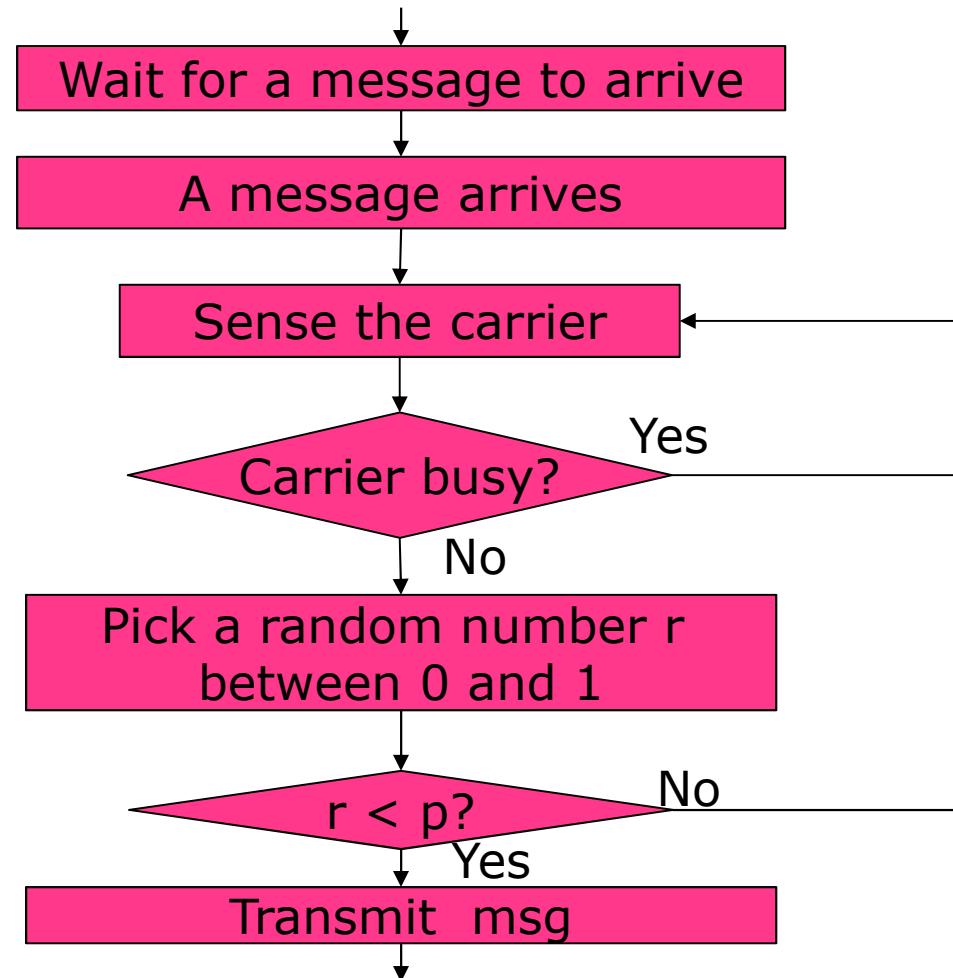 Wait for a message to arrive
A message arrives
Sense the carrier
Yes
Carrier busy?
No
Pick a random number r
between 0 and 1
No
r < p?
Yes
Transmit msg